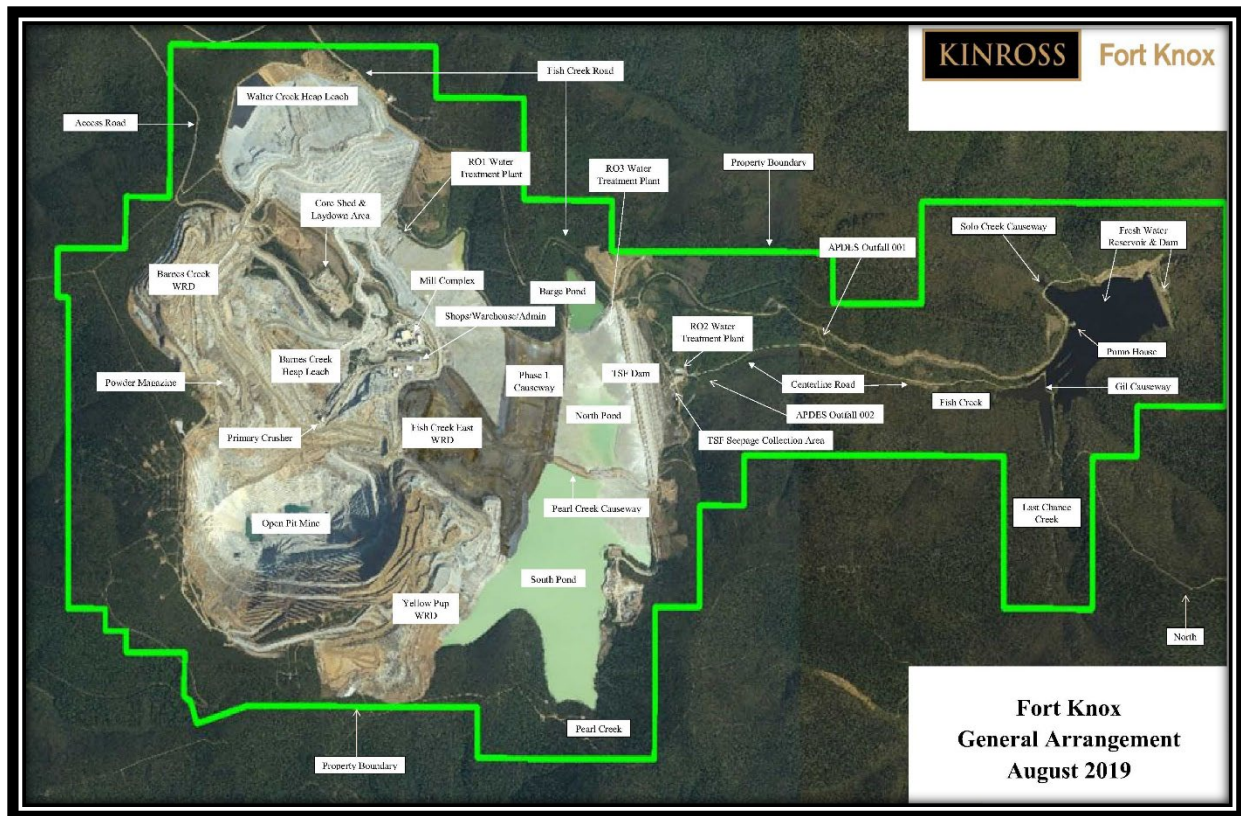 KINROSS Fort Knox
Fish Creek Road
Walter Creek Heap Leach
Access Road
RO1 Water
Treatment Plant
RO3 Water
Treatment Plant
Property Boundary
Core Shed &
Laydown Area
Solo Creek Causeway
Fresh Water
Reservoir & Dam
APDES Outfall 001
Barnes Creek
WRD
Mill Complex
Barge Pond
Shops/Warehouse/Admin
RO2 Water
Treatment Plant
Pump House
Barnes Creek
Heap Leach
Phase 1
Causeway
TSF Dam
Powder Magazine
Centerline Road
Gil Causeway
Fish Creek
North Pond
APDES Outfall 002
Primary Crusher
Fish Creek East
WRD
TSF Seepage Collection Area
Pearl Creek Causeway
Open Pit Mine
Last Chance
Creek
South Pond
Yellow Pup
WRD
North
Pearl Creek
Property Boundary
Fort Knox
General Arrangement
August 2019